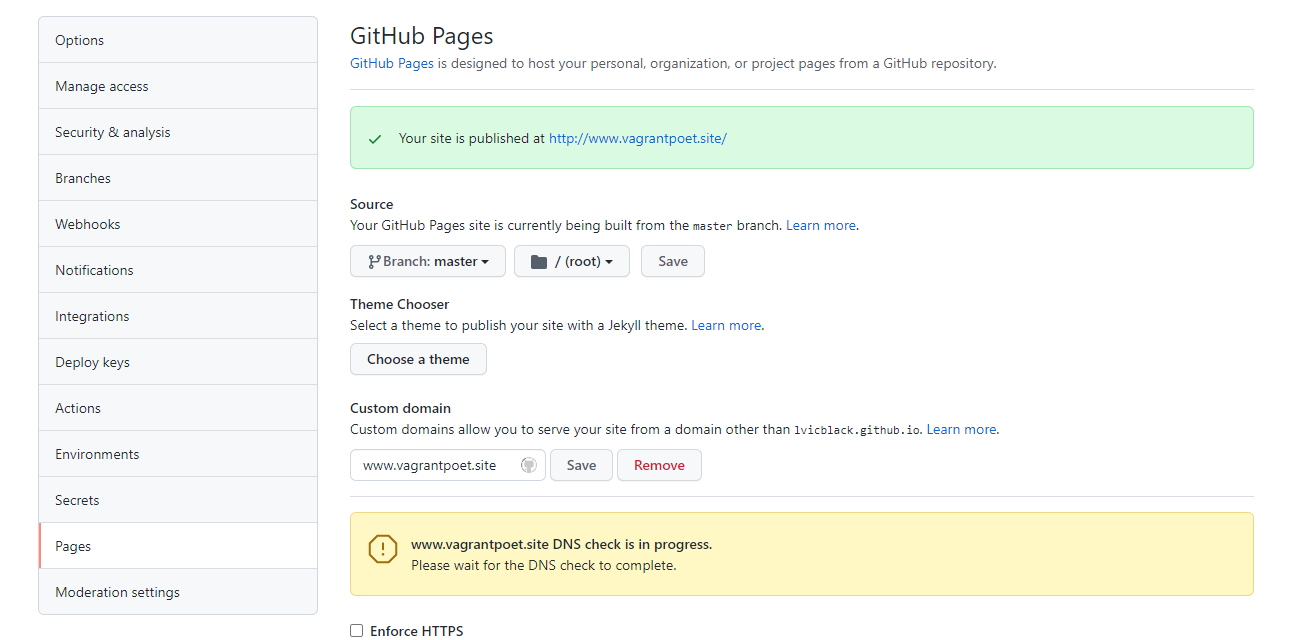 Options
Manage access
Security & analysis
Branches
Webhooks
Notifications
Integrations
Deploy keys
Actions
Environments
Secrets
Pages
Moderation settings
GitHub Pages
GitHub Pages is designed to host your personal, organization, or project pages from a GitHub repository.
Your site is published at http://www.vagrantpoet.site/
Source
Your GitHub Pages site is currently being built from the master branch. Learn more.
Branch: master / (root) Save
Theme Chooser
Select a theme to publish your site with a Jekyll theme. Learn more.
Choose a theme
Custom domain
Custom domains allow you to serve your site from a domain other than lvicblack.github.io. Learn more.
www.vagrantpoet.site Save Remove
www.vagrantpoet.site DNS check is in progress.
Please wait for the DNS check to complete.
Enforce HTTPS